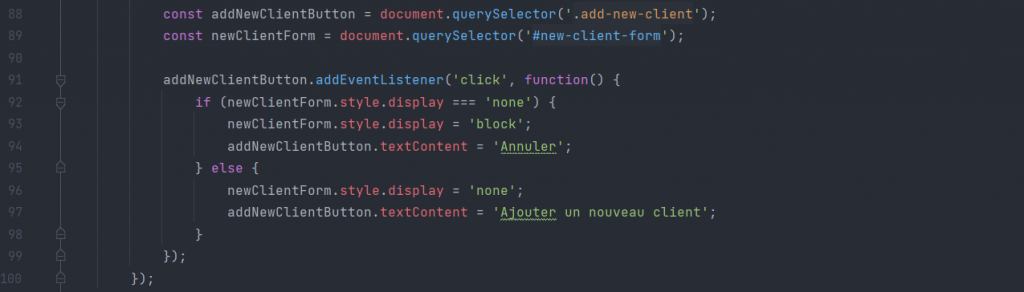 88 const addNewClientButton = document.querySelector('.add-new-client');
89 const newClientForm = document.querySelector('#new-client-form');
90
91 addNewClientButton.addEventListener('click', function() {
92 if (newClientForm.style.display === 'none') {
93 newClientForm.style.display = 'block';
94 addNewClientButton.textContent = 'Annuler';
95 } else {
96 newClientForm.style.display = 'none';
97 addNewClientButton.textContent = 'Ajouter un nouveau client';
98 }
99 });
100 });